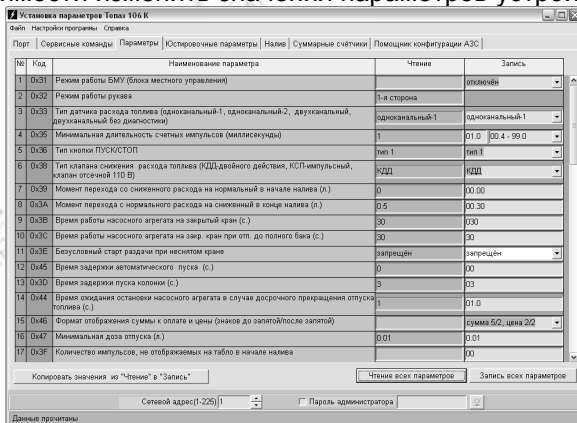 мости изменить значения параметров устрой
Установка параметров Топаз 106 К
Файл Настройки программы Справка
Порт Сервисные команды Параметры Юстировочные параметры Налив Суммарные счётчики Помощник конфигурации АЗС
№ Код Наименование параметра Чтение Запись
1 0x31 Режим работы БМУ (блока местного управления) отключён
2 0x32 Режим работы рукава 1-я сторона
3 0x33 Тип датчика расхода топлива (одноканальный-1, одноканальный-2, двухканальный, одноканальный-1 одноканальный-1
двухканальный без диагностики)
4 0x35 Минимальная длительность счетных импульсов (миллисекунды) 1 01.0 00.4 - 99.0
5 0x36 Тип кнопки ПУСК/СТОП тип 1 тип 1
6 0x38 Тип клапана снижения расхода топлива (КДД-двойного действия, КСП-импульсный, КДД КДД
клапан отсечной 110 В)
7 0x39 Момент перехода со сниженного расхода на нормальный в начале налива (л.) 0 00.00
8 0x3A Момент перехода с нормального расхода на сниженный в конце налива (л.) 0.5 00.30
9 0x3B Время работы насосного агрегата на закрытый кран (с.) 30 030
10 0x3C Время работы насосного агрегата на закр. кран при отп. до полного бака (с.) 30 30
11 0x3E Безусловный старт раздачи при неснятом кране запрещён запрещён
12 0x45 Время задержки автоматического пуска (с.) 0 00
13 0x3D Время задержки пуска колонки (с.) 3 03
14 0x44 Время ожидания остановки насосного агрегата в случае досрочного прекращения отпуска 1 01.0
топлива (с.)
15 0x46 Формат отображения суммы к оплате и цены (знаков до запятой/после запятой) сумма 5/2, цена 2/2
16 0x47 Минимальная доза отпуска (л.) 0.01 0.01
17 0x3F Количество импульсов, не отображаемых на табло в начале налива 00
Копировать значения из "Чтение" в "Запись" Чтение всех параметров Запись всех параметров
Сетевой адрес(1-225) 1 Пароль администратора
Данные прочитаны